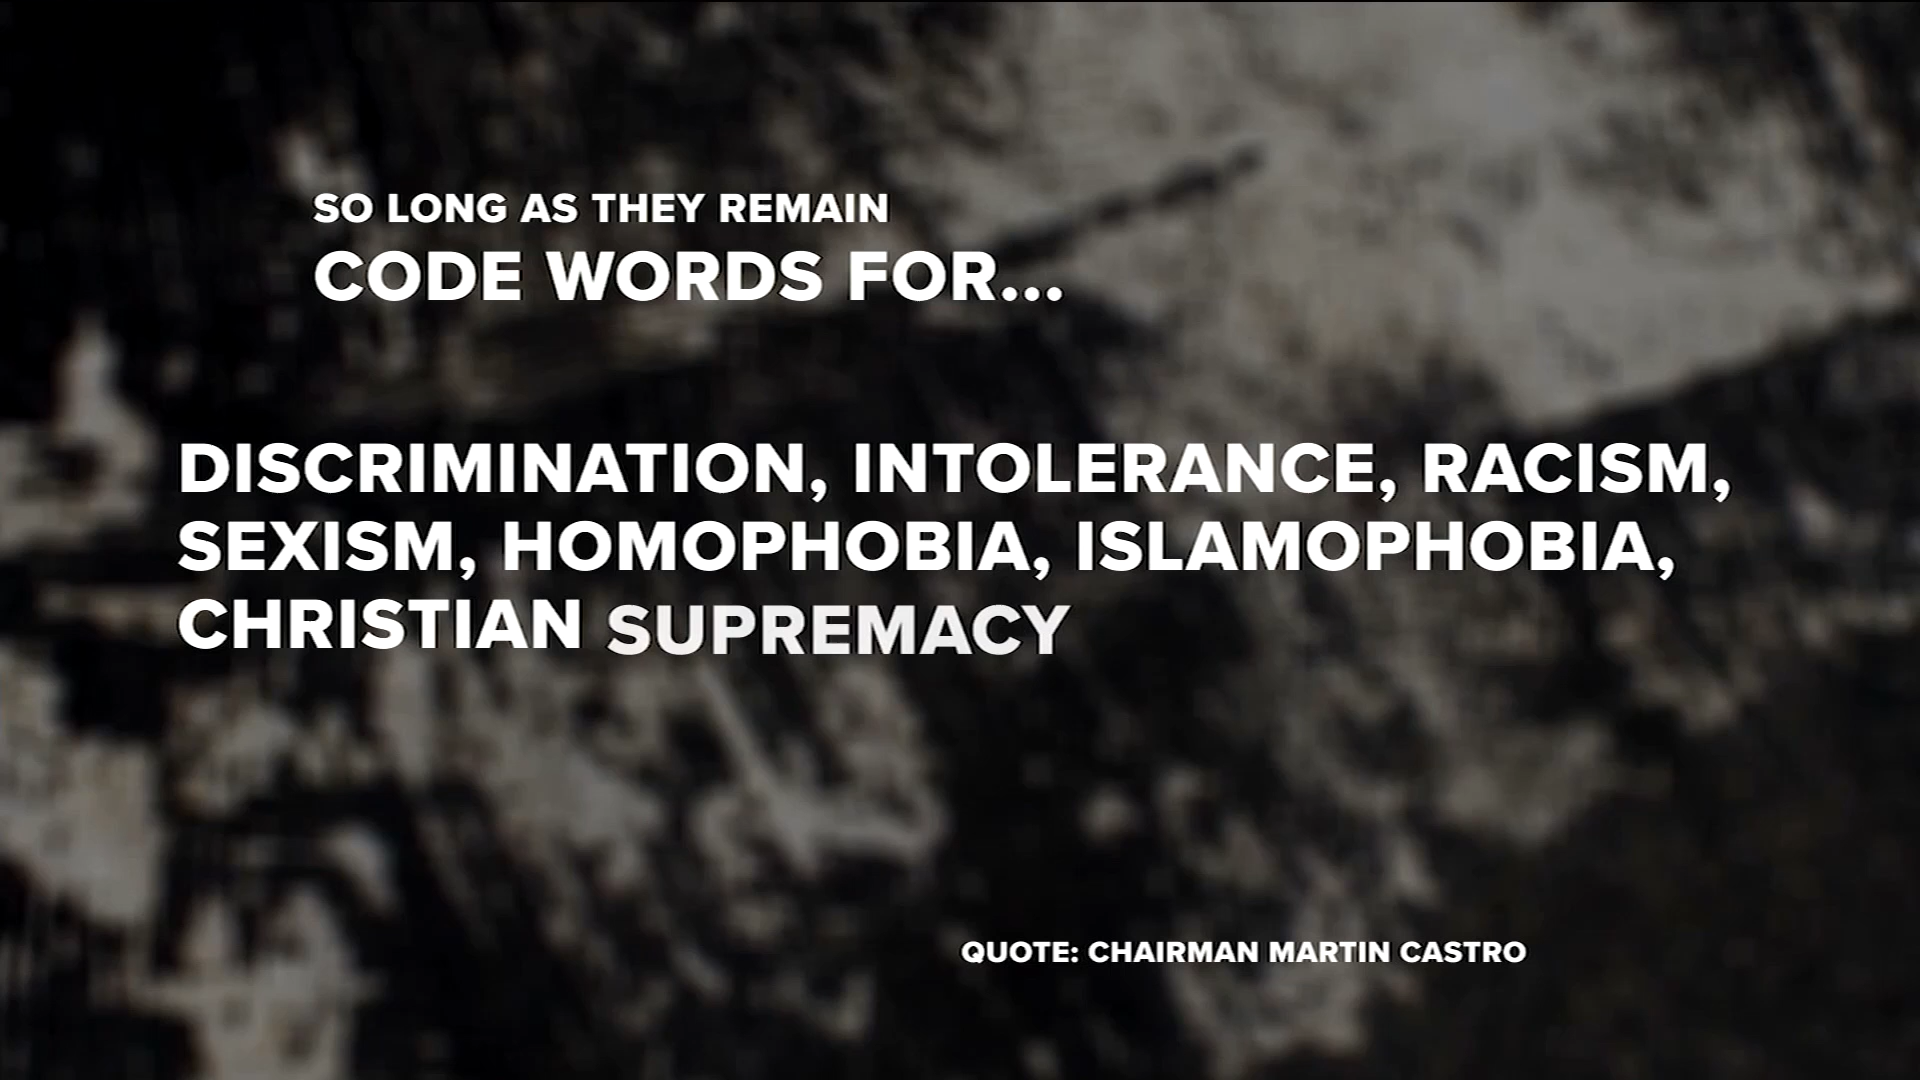 SO LONG AS THEY REMAIN
CODE WORDS FOR...
DISCRIMINATION, INTOLERANCE, RACISM,
SEXISM, HOMOPHOBIA, ISLAMOPHOBIA,
CHRISTIAN SUPREMACY
QUOTE: CHAIRMAN MARTIN CASTRO